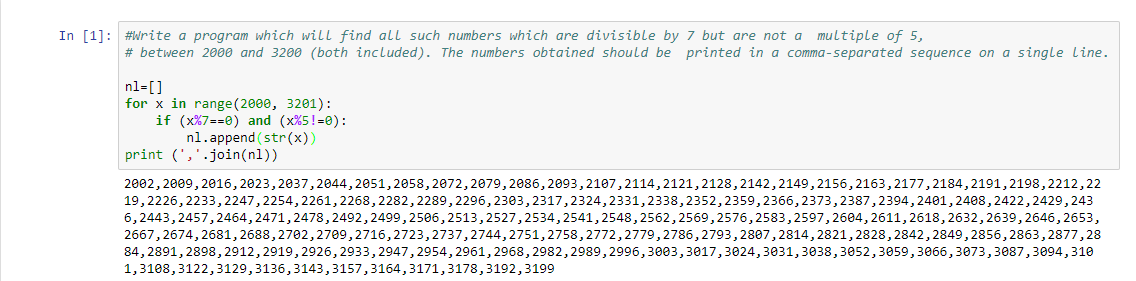 In [1]: #Write a program which will find all such numbers which are divisible by 7 but are not a  multiple of 5,
# between 2000 and 3200 (both included). The numbers obtained should be  printed in a comma-separated sequence on a single line.
nl=[]
for x in range(2000, 3201):
    if (x%7==0) and (x%5!=0):
        nl.append(str(x))
print (','.join(nl))
2002,2009,2016,2023,2037,2044,2051,2058,2072,2079,2086,2093,2107,2114,2121,2128,2142,2149,2156,2163,2177,2184,2191,2198,2212,22
19,2226,2233,2247,2254,2261,2268,2282,2289,2296,2303,2317,2324,2331,2338,2352,2359,2366,2373,2387,2394,2401,2408,2422,2429,243
6,2443,2457,2464,2471,2478,2492,2499,2506,2513,2527,2534,2541,2548,2562,2569,2576,2583,2597,2604,2611,2618,2632,2639,2646,2653,
2667,2674,2681,2688,2702,2709,2716,2723,2737,2744,2751,2758,2772,2779,2786,2793,2807,2814,2821,2828,2842,2849,2856,2863,2877,28
84,2891,2898,2912,2919,2926,2933,2947,2954,2961,2968,2982,2989,2996,3003,3017,3024,3031,3038,3052,3059,3066,3073,3087,3094,310
1,3108,3122,3129,3136,3143,3157,3164,3171,3178,3192,3199